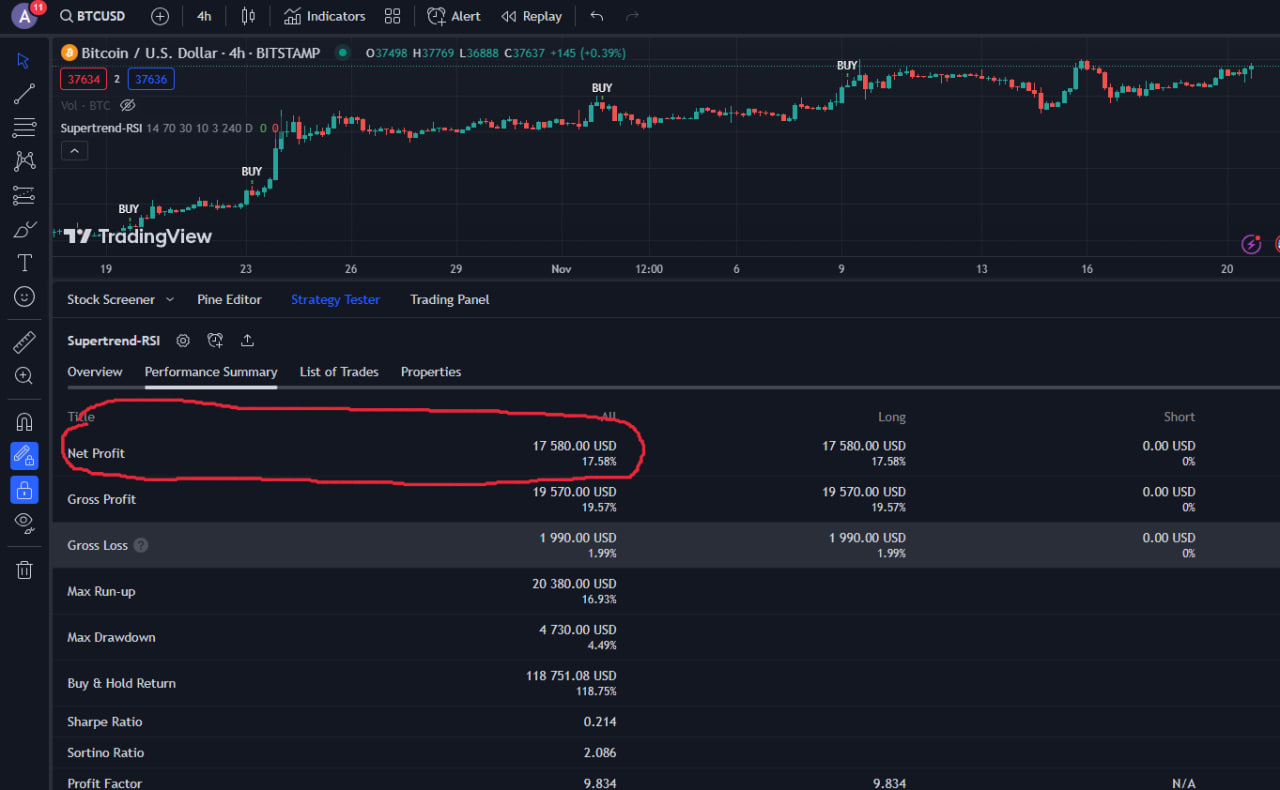 A 11 BTCUSD 4h Indicators Alert Replay
Bitcoin / U.S. Dollar · 4h · BITSTAMP O37498 H37769 L36888 C37637 +145 (+0.39%)
37634 2 37636
Vol · BTC
Supertrend-RSI 14 70 30 10 3 240 D 0 0
BUY
BUY
BUY
BUY
TradingView
19 23 26 29 Nov 12:00 6 9 13 16 20
Stock Screener Pine Editor Strategy Tester Trading Panel
Supertrend-RSI
Overview Performance Summary List of Trades Properties
Title All Long Short
Net Profit 17 580.00 USD 17 580.00 USD 0.00 USD
17.58% 17.58% 0%
Gross Profit 19 570.00 USD 19 570.00 USD 0.00 USD
19.57% 19.57% 0%
Gross Loss ? 1 990.00 USD 1 990.00 USD 0.00 USD
1.99% 1.99% 0%
Max Run-up 20 380.00 USD
16.93%
Max Drawdown 4 730.00 USD
4.49%
Buy & Hold Return 118 751.08 USD
118.75%
Sharpe Ratio 0.214
Sortino Ratio 2.086
Profit Factor 9.834 9.834 N/A